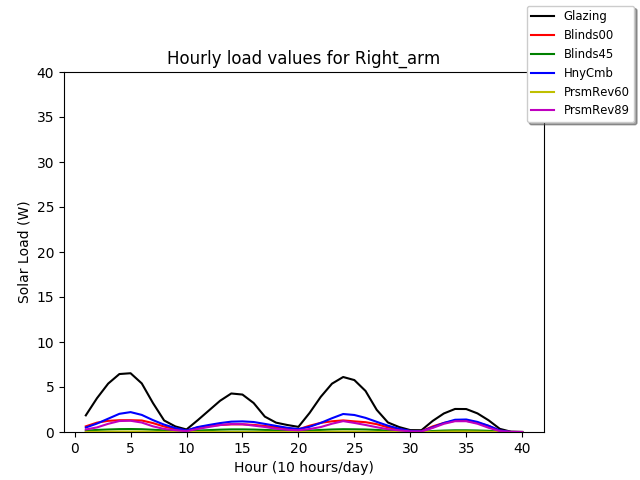 Glazing
Blinds00
Blinds45
HnyCmb
PrsmRev60
PrsmRev89
Hourly load values for Right_arm
40
35
30
25
20
15
10
5
0
Solar Load (W)
0 5 10 15 20 25 30 35 40
Hour (10 hours/day)